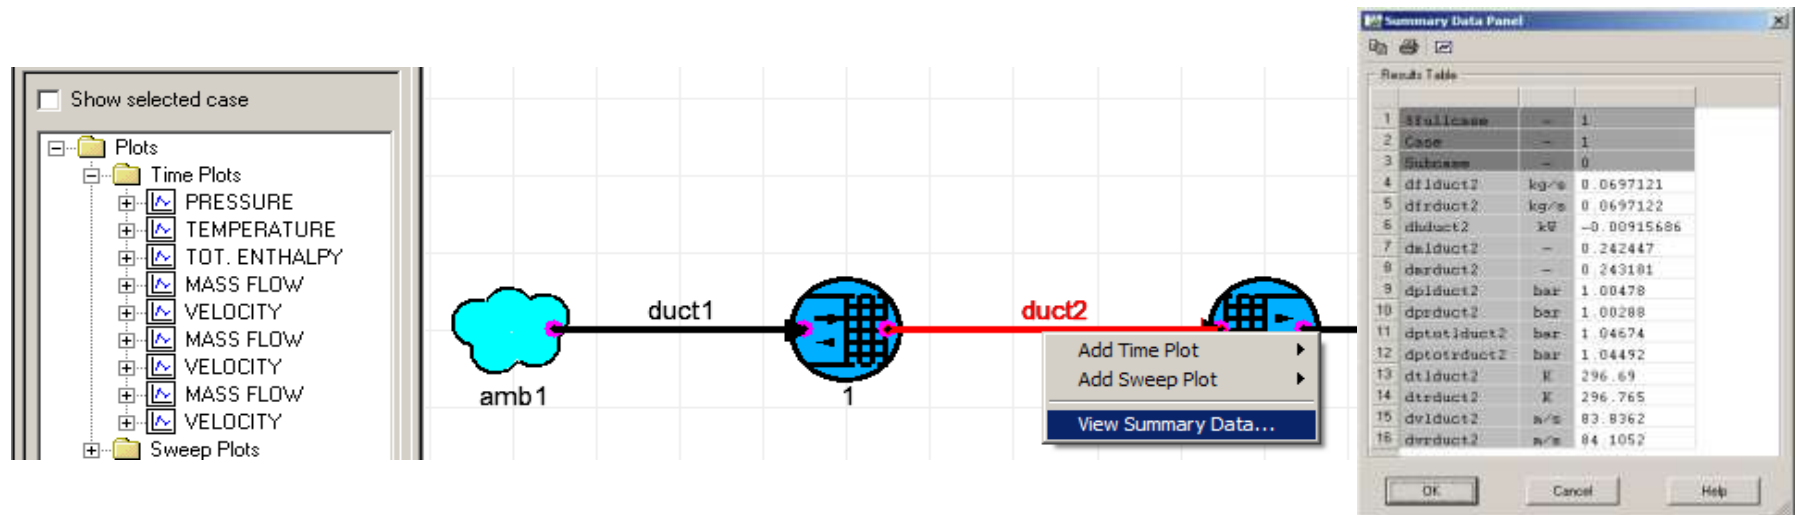 Show selected case
Plots
Time Plots
PRESSURE
TEMPERATURE
TOT. ENTHALPY
MASS FLOW
VELOCITY
MASS FLOW
VELOCITY
MASS FLOW
VELOCITY
Sweep Plots
amb1
duct1
1
duct2
Add Time Plot
Add Sweep Plot
View Summary Data...
Summary Data Panel
Results Table
1 $fullcase - 1
2 Case - 1
3 Subcase - 0
4 dflduct2 kg/s 0.0697121
5 dfrduct2 kg/s 0.0697122
6 dhduct2 kW -0.00915686
7 dmlduct2 - 0.242447
8 dmrduct2 - 0.243181
9 dplduct2 bar 1.00478
10 dprduct2 bar 1.00288
11 dptotlduct2 bar 1.04674
12 dptotrduct2 bar 1.04492
13 dtlduct2 K 296.69
14 dtrduct2 K 296.765
15 dvlduct2 m/s 83.8362
16 dvrduct2 m/s 84.1052
OK
Cancel
Help